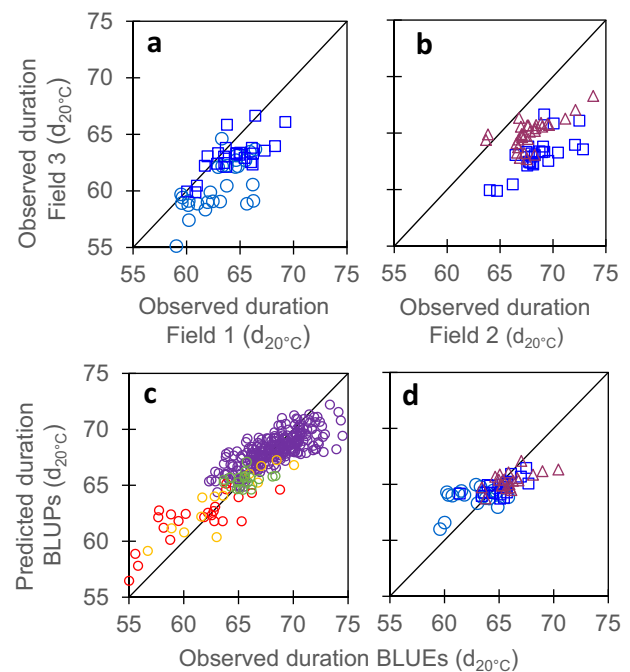 a
b
75
70
65
60
55
55 60 65 70 75
55 60 65 70 75
Observed duration
Field 3 (d20°C)
Observed duration
Field 1 (d20°C)
Observed duration
Field 2 (d20°C)
c
d
75
70
65
60
55
55 60 65 70 75
55 60 65 70 75
Predicted duration
BLUPs (d20°C)
Observed duration BLUEs (d20°C)